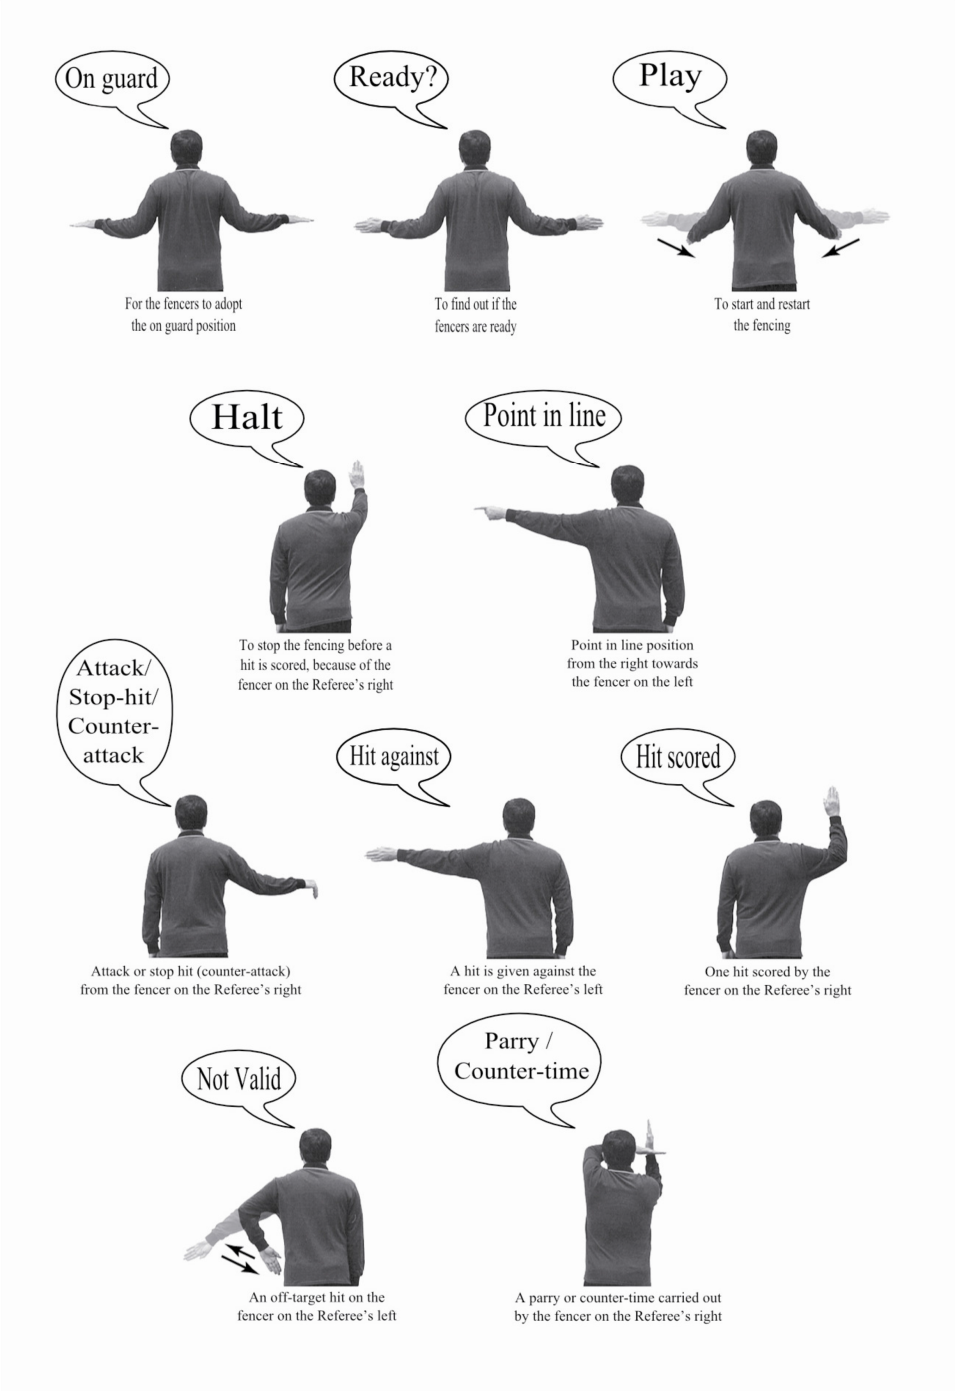 On guard
Ready?
Play
For the fencers to adopt
the on guard position
To find out if the
fencers are ready
To start and restart
the fencing
Halt
Point in line
To stop the fencing before a
hit is scored, because of the
fencer on the Referee's right
Point in line position
from the right towards
the fencer on the left
Attack/
Stop-hit/
Counter-
attack
Hit against
Hit scored
Attack or stop hit (counter-attack)
from the fencer on the Referee's right
A hit is given against the
fencer on the Referee's left
One hit scored by the
fencer on the Referee's right
Not Valid
Parry /
Counter-time
An off-target hit on the
fencer on the Referee's left
A parry or counter-time carried out
by the fencer on the Referee's right